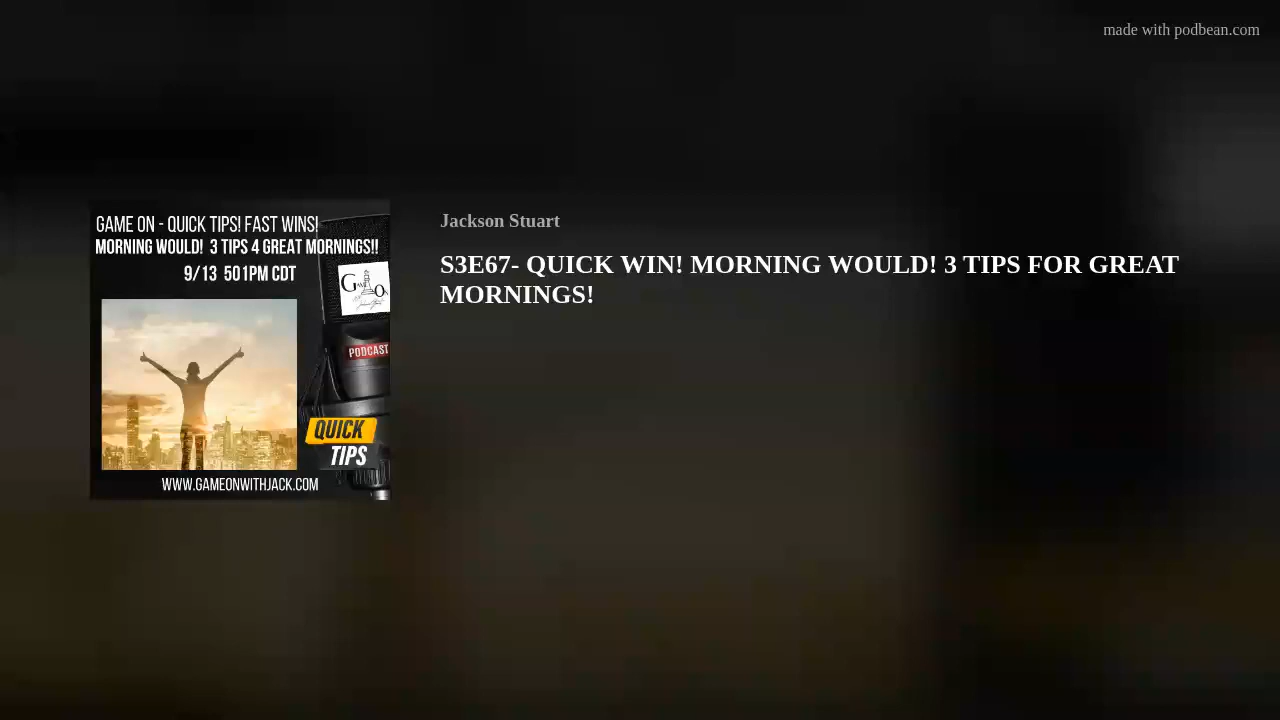 made with podbean.com
GAME ON - QUICK TIPS! FAST WINS!
MORNING WOULD! 3 TIPS 4 GREAT MORNINGS!!
9/13 501PM CDT
GAME
ON
PODCAST
QUICK
TIPS
WWW.GAMEONWITHJACK.COM
Jackson Stuart
S3E67- QUICK WIN! MORNING WOULD! 3 TIPS FOR GREAT
MORNINGS!